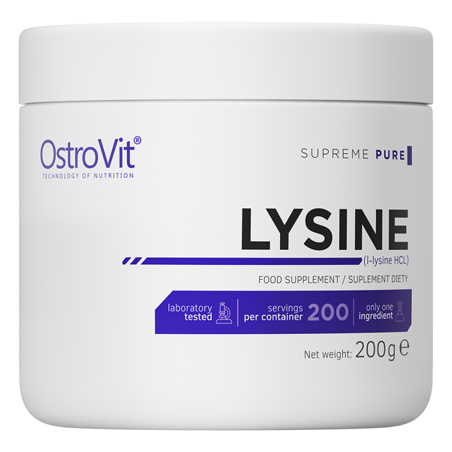 OstroVit®
TECHNOLOGY OF NUTRITION
SUPREME PURE
LYSINE
(l-lysine HCL)
FOOD SUPPLEMENT / SUPLEMENT DIETY
laboratory tested
servings per container 200
only one ingredient
Net weight: 200g ℮